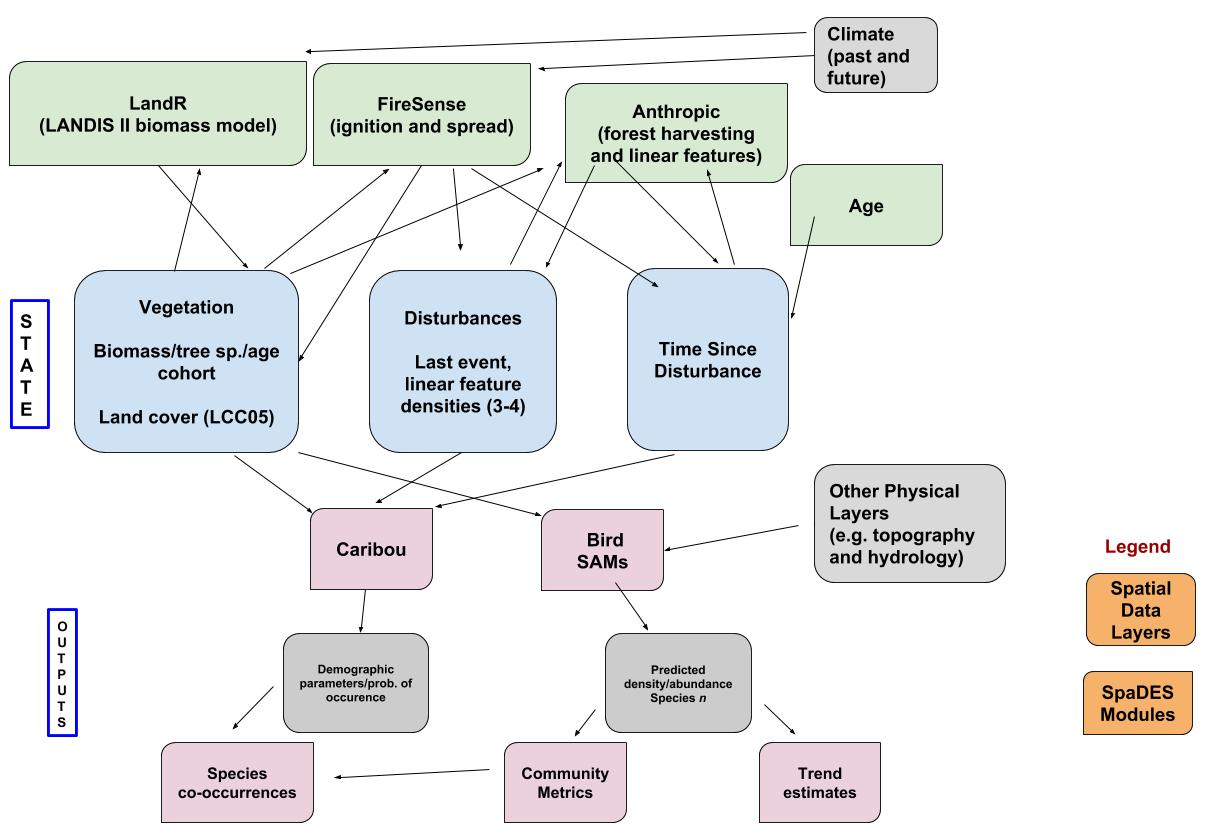 Climate
(past and
future)
LandR
(LANDIS II biomass model)
FireSense
(ignition and spread)
Anthropic
(forest harvesting
and linear features)
Age
S
T
A
T
E
Vegetation
Biomass/tree sp./age
cohort
Land cover (LCC05)
Disturbances
Last event,
linear feature
densities (3-4)
Time Since
Disturbance
Other Physical
Layers
(e.g. topography
and hydrology)
Caribou
Bird
SAMs
Legend
Spatial
Data
Layers
SpaDES
Modules
O
U
T
P
U
T
S
Demographic
parameters/prob. of
occurence
Predicted
density/abundance
Species n
Species
co-occurrences
Community
Metrics
Trend
estimates